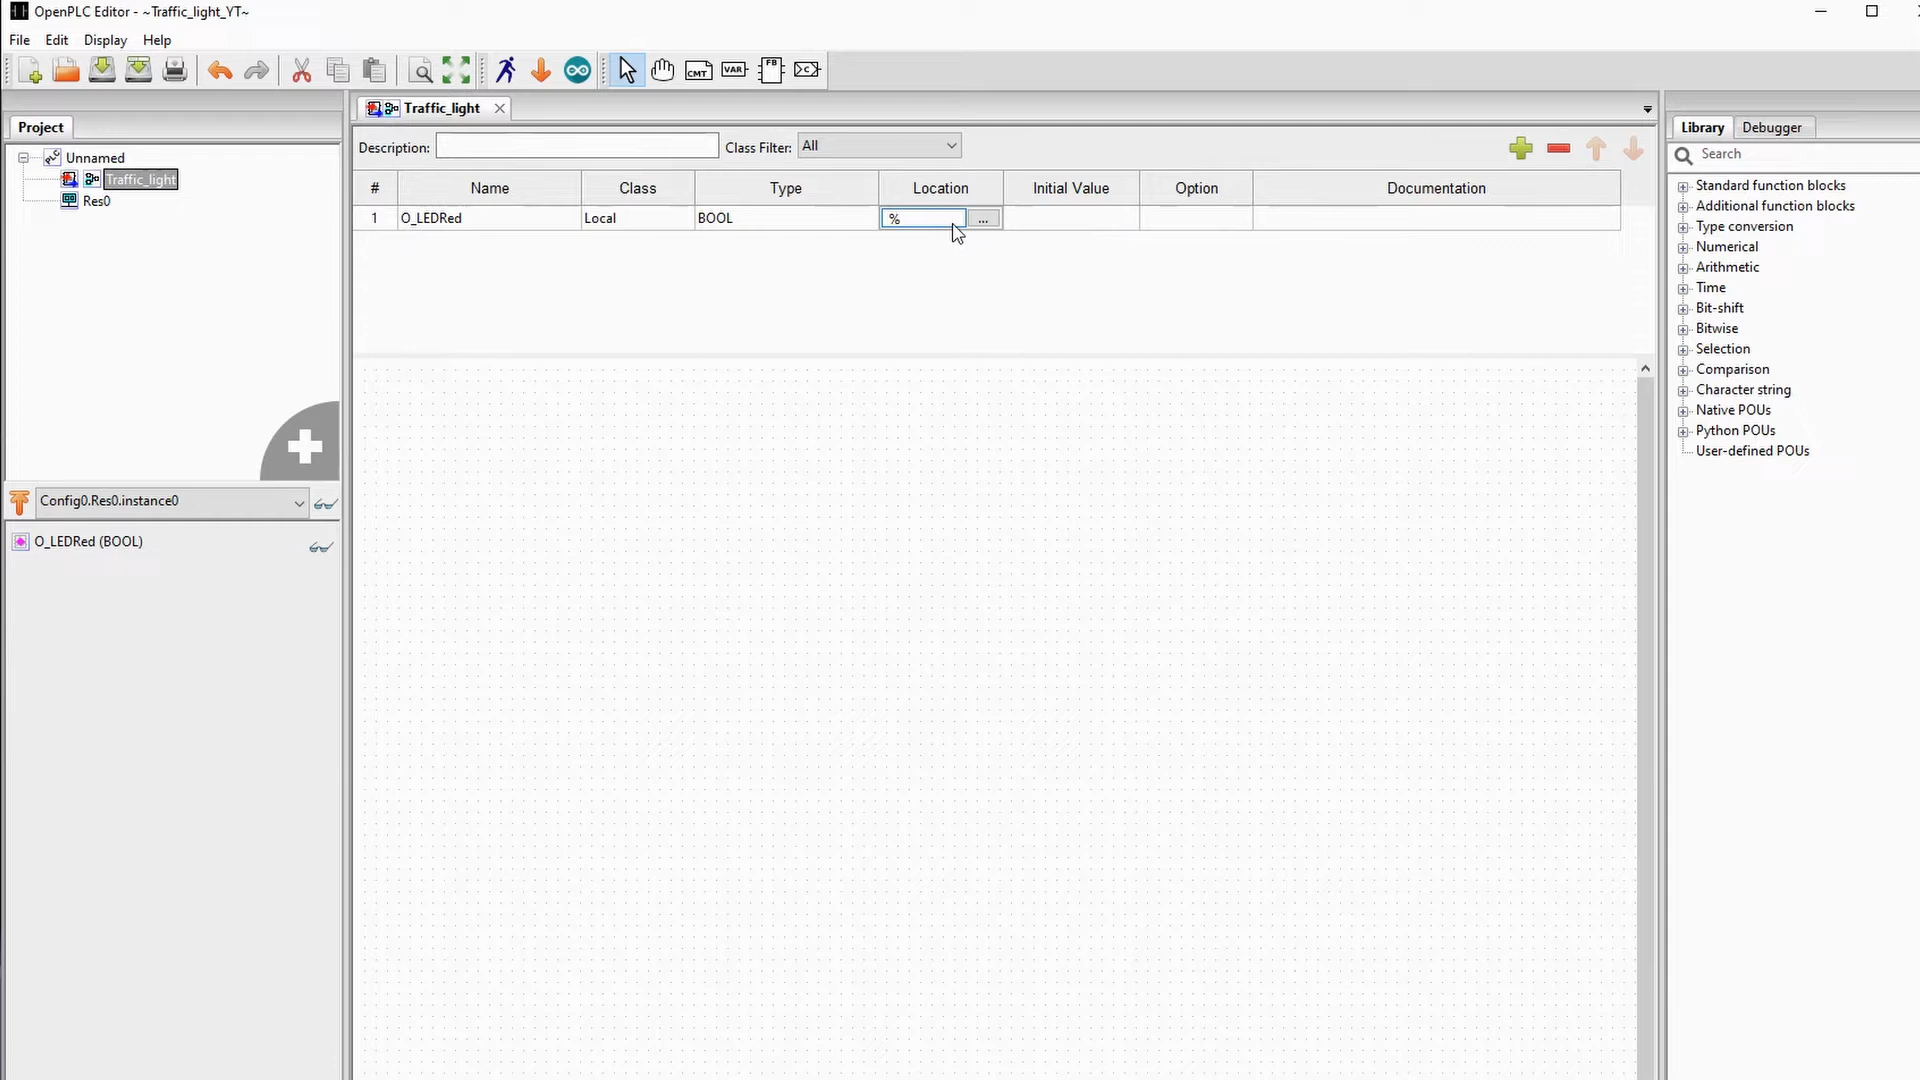 OpenPLC Editor - ~Traffic_light_YT~
File Edit Display Help
CMT VAR FB C
Project
Unnamed
Traffic_light
Res0
Config0.Res0.instance0
O_LEDRed (BOOL)
Traffic_light
Description: Class Filter: All
# Name Class Type Location Initial Value Option Documentation
1 O_LEDRed Local BOOL % ...
Library Debugger
Search
Standard function blocks
Additional function blocks
Type conversion
Numerical
Arithmetic
Time
Bit-shift
Bitwise
Selection
Comparison
Character string
Native POUs
Python POUs
User-defined POUs